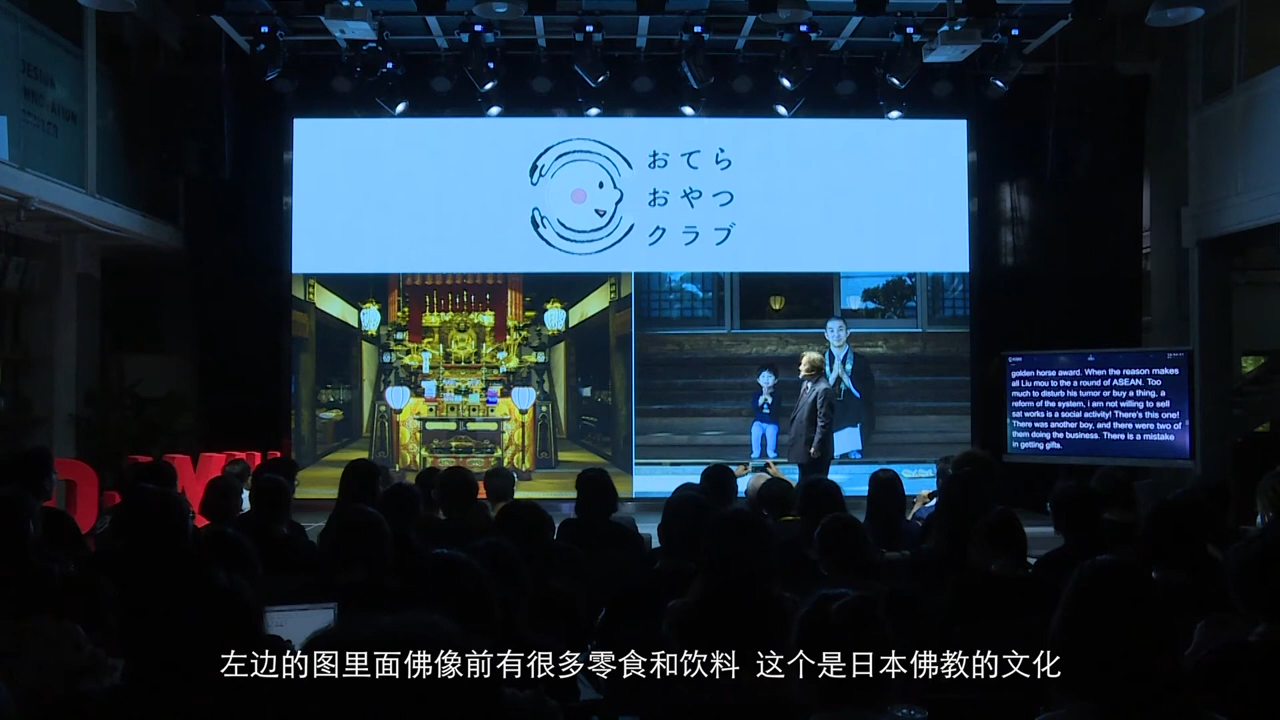 おてら
おやつ
クラブ
golden horse award. When the reason makes
all Liu mou to the a round of ASEAN. Too
much to disturb his tumor or buy a thing, a
reform of the system, i am not willing to sell
sat works is a social activity! There's this one!
There was another boy, and there were two of
them doing the business. There is a mistake
in getting gifts.
左边的图里面佛像前有很多零食和饮料 这个是日本佛教的文化